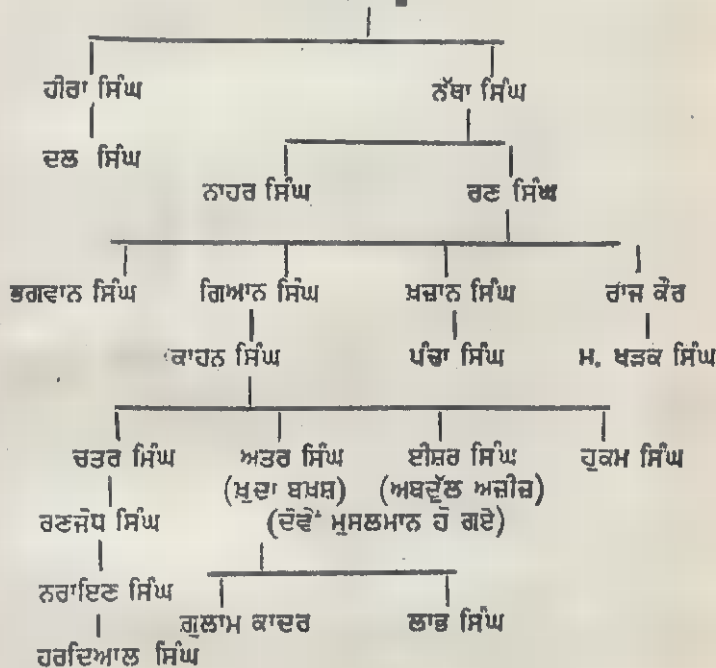 ਹੀਰਾ ਸਿੰਘ ਨੱਥਾ ਸਿੰਘ
ਦਲ ਸਿੰਘ
ਨਾਹਰ ਸਿੰਘ ਰਣ ਸਿੰਘ
ਭਗਵਾਨ ਸਿੰਘ ਗਿਆਨ ਸਿੰਘ ਖ਼ਜ਼ਾਨ ਸਿੰਘ ਰਾਜ ਕੌਰ
ਕਾਹਨ ਸਿੰਘ ਪੰਢਾ ਸਿੰਘ ਮ. ਖੜਕ ਸਿੰਘ
ਚਤਰ ਸਿੰਘ ਅਤਰ ਸਿੰਘ ਈਸ਼ਰ ਸਿੰਘ ਹੁਕਮ ਸਿੰਘ
(ਖ਼ੁਦਾ ਬਖ਼ਸ਼) (ਅਬਦੁੱਲ ਅਜ਼ੀਜ਼)
ਰਣਜੋਧ ਸਿੰਘ (ਦੋਵੇਂ ਮੁਸਲਮਾਨ ਹੋ ਗਏ)
ਨਰਾਇਣ ਸਿੰਘ
ਗ਼ੁਲਾਮ ਕਾਦਰ ਲਾਭ ਸਿੰਘ
ਹਰਦਿਆਲ ਸਿੰਘ